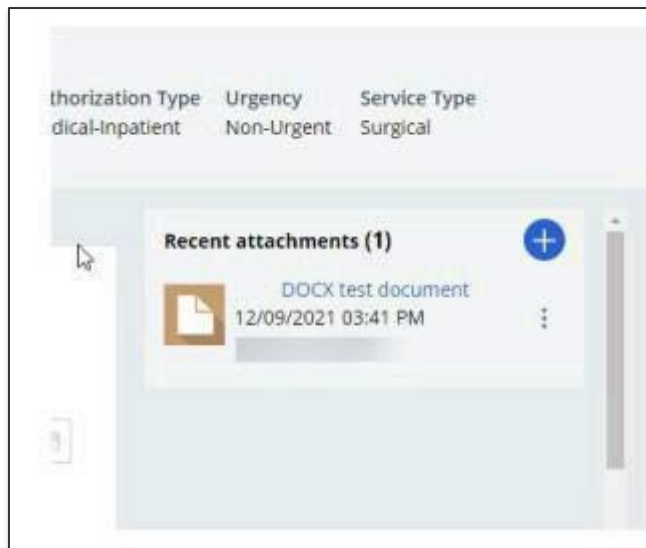 thorization Type Urgency Service Type
dical-Inpatient Non-Urgent Surgical
Recent attachments (1)
DOCX test document
12/09/2021 03:41 PM